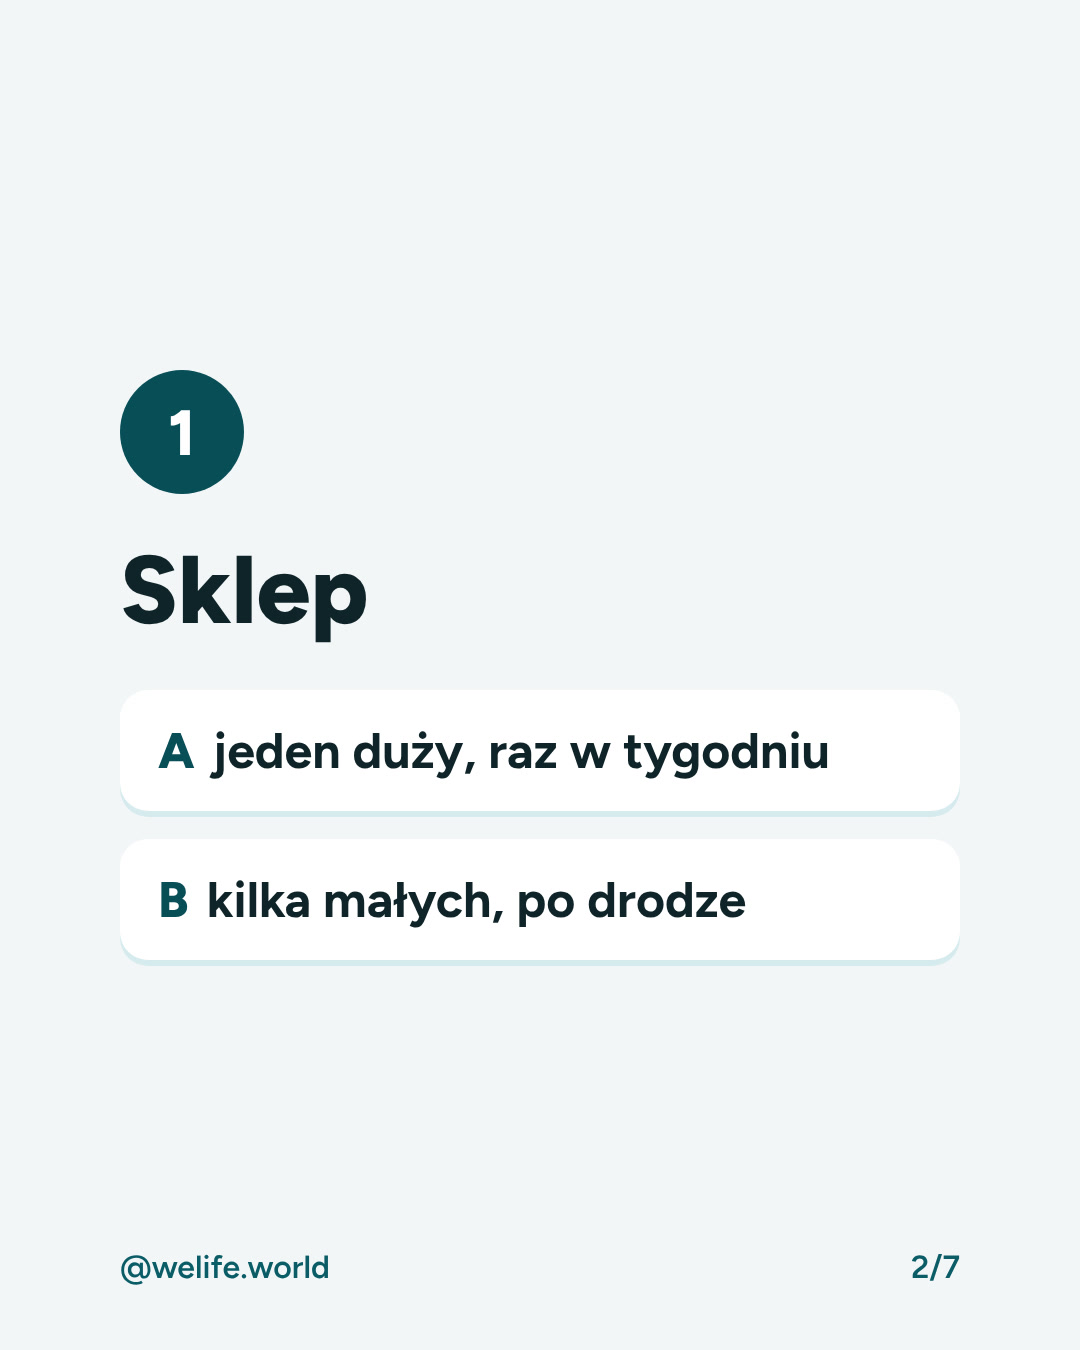 1
Sklep
A jeden duży, raz w tygodniu
B kilka małych, po drodze
@welife.world
2/7